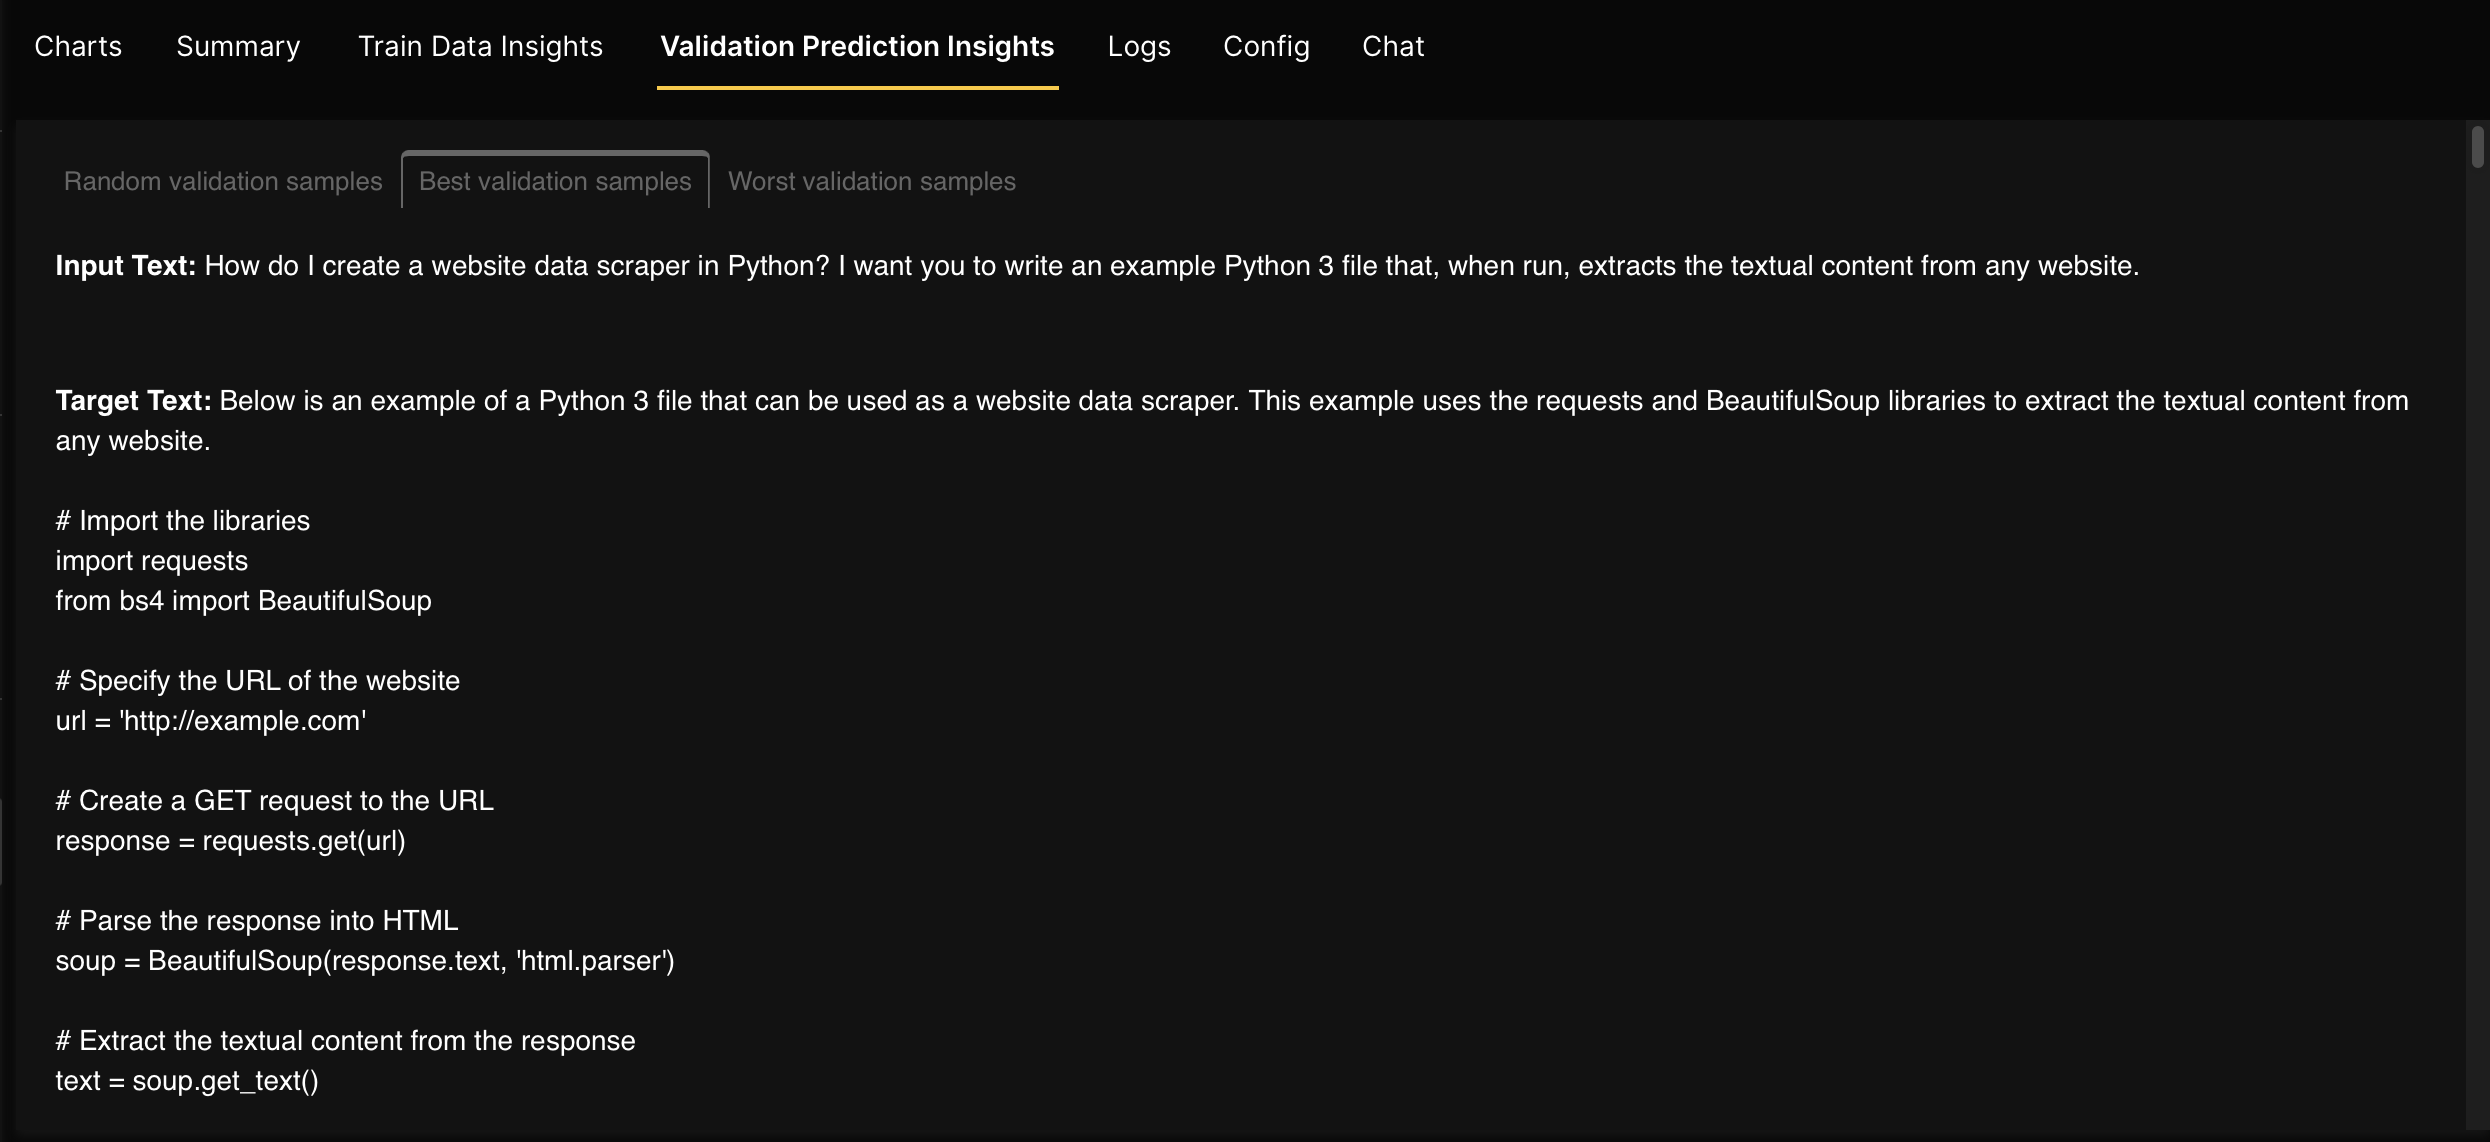 Charts Summary Train Data Insights Validation Prediction Insights Logs Config Chat
Random validation samples Best validation samples Worst validation samples
Input Text: How do I create a website data scraper in Python? I want you to write an example Python 3 file that, when run, extracts the textual content from any website.
Target Text: Below is an example of a Python 3 file that can be used as a website data scraper. This example uses the requests and BeautifulSoup libraries to extract the textual content from
any website.
# Import the libraries
import requests
from bs4 import BeautifulSoup
# Specify the URL of the website
url = 'http://example.com'
# Create a GET request to the URL
response = requests.get(url)
# Parse the response into HTML
soup = BeautifulSoup(response.text, 'html.parser')
# Extract the textual content from the response
text = soup.get_text()